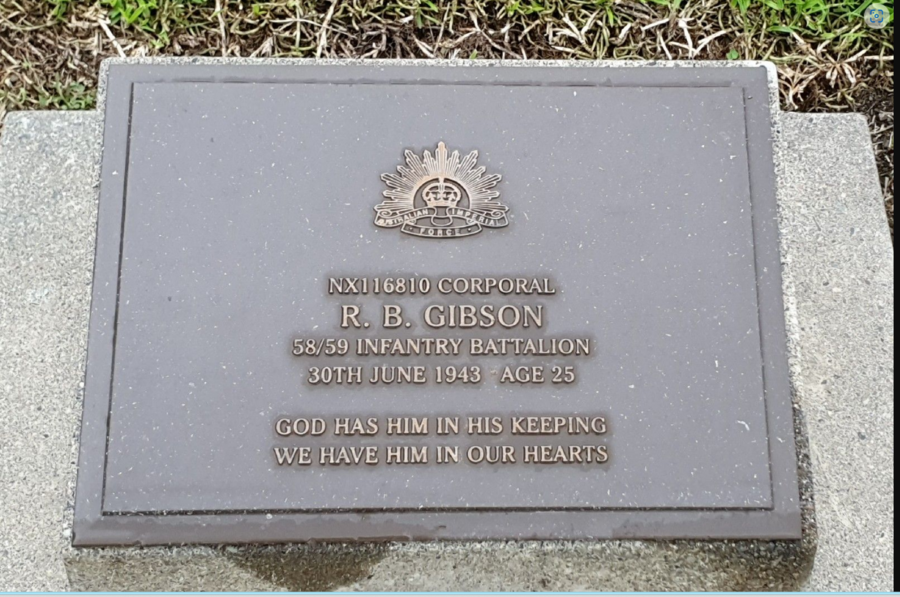 AUSTRALIAN IMPERIAL
FORCE
NX116810 CORPORAL
R. B. GIBSON
58/59 INFANTRY BATTALION
30TH JUNE 1943 AGE 25
GOD HAS HIM IN HIS KEEPING
WE HAVE HIM IN OUR HEARTS